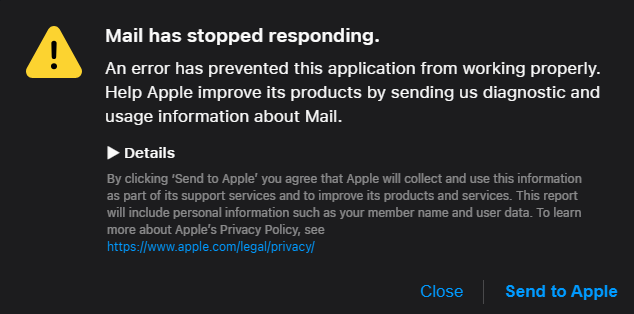 Mail has stopped responding.
An error has prevented this application from working properly.
Help Apple improve its products by sending us diagnostic and
usage information about Mail.
▶ Details
By clicking ‘Send to Apple’ you agree that Apple will collect and use this information
as part of its support services and to improve its products and services. This report
will include personal information such as your member name and user data. To learn
more about Apple’s Privacy Policy, see
https://www.apple.com/legal/privacy/
Close
Send to Apple